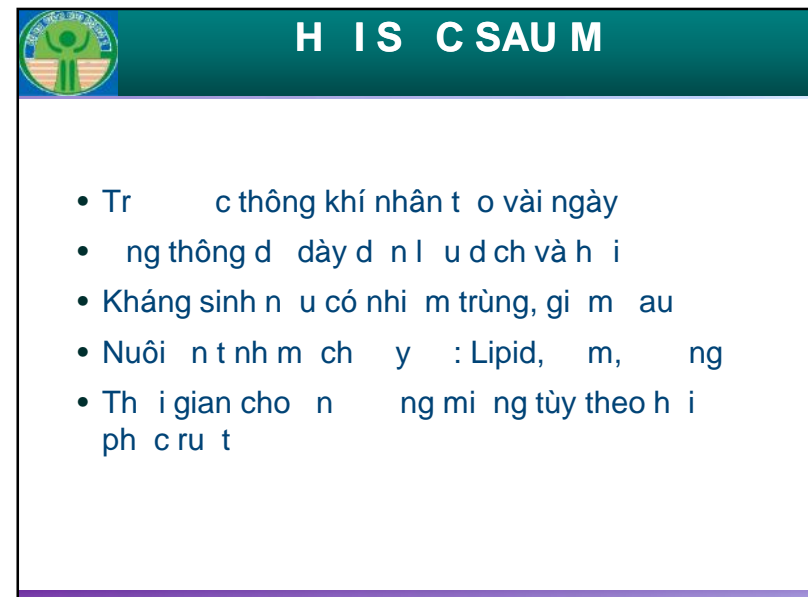 H I S C SAU M
• Tr c thông khí nhân t o vài ngày
• ng thông d dày d n l u d ch và h i
• Kháng sinh n u có nhi m trùng, gi m au
• Nuôi n t nh m ch y : Lipid, m, ng
• Th i gian cho n ng mi ng tùy theo h i
ph c ru t